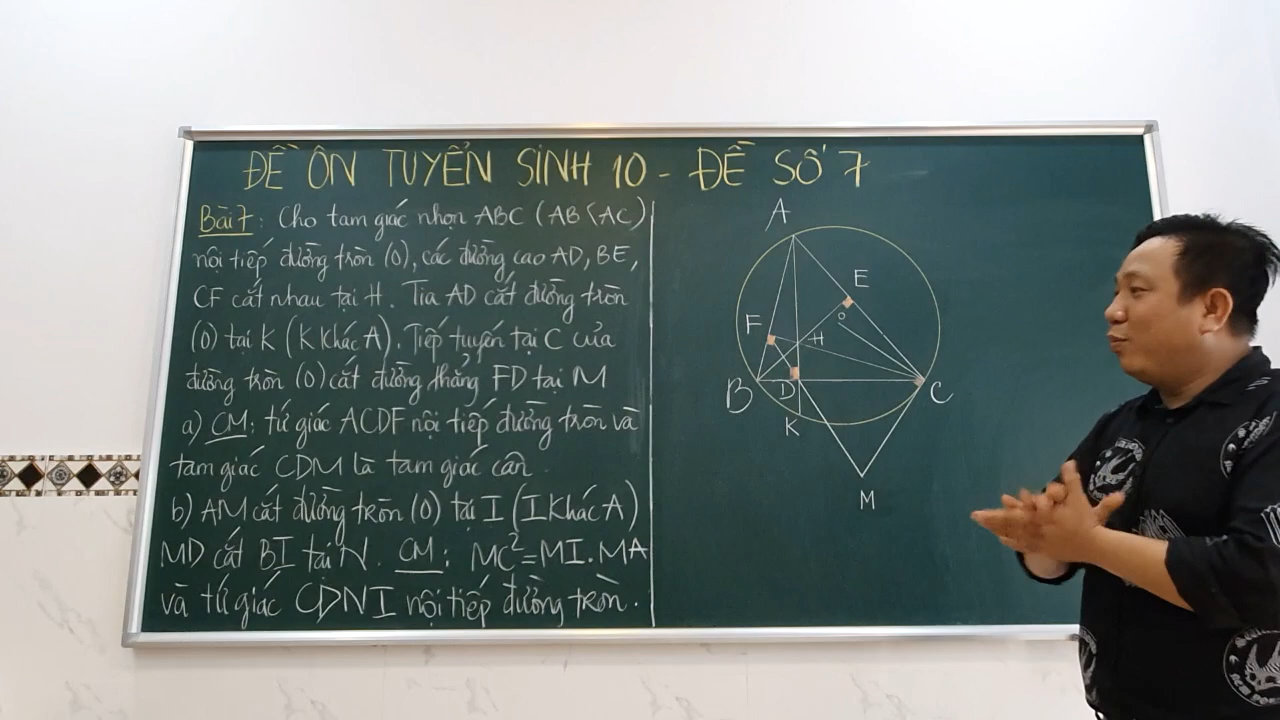 ĐỀ ÔN TUYỂN SINH 10 - ĐỀ SỐ 7
Bài 7: Cho tam giác nhọn ABC (AB<AC)
nội tiếp đường tròn (O), các đường cao AD, BE,
CF cắt nhau tại H. Tia AD cắt đường tròn
(O) tại K (K khác A). Tiếp tuyến tại C của
đường tròn (O) cắt đường thẳng FD tại M
a) CM: tứ giác ACDF nội tiếp đường tròn và
tam giác CDM là tam giác cân.
b) AM cắt đường tròn (O) tại I (I khác A)
MD cắt BI tại N. CM: MC²=MI.MA
và tứ giác CDNI nội tiếp đường tròn.
A
E
O
F
H
B
D
C
K
M